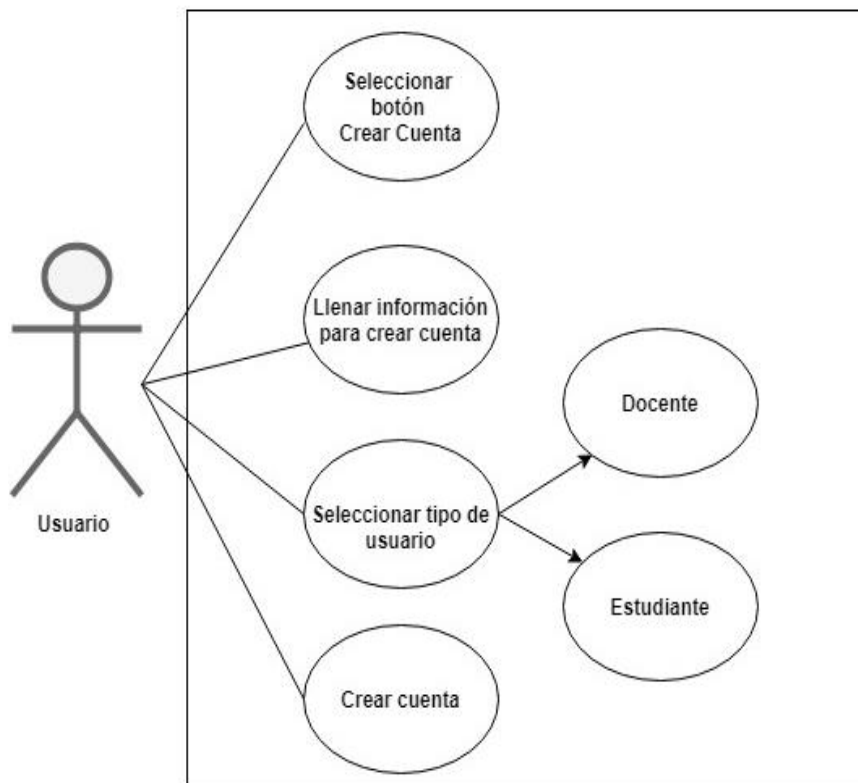 Seleccionar
botón
Crear Cuenta
Llenar información
para crear cuenta
Docente
Seleccionar tipo de
usuario
Usuario
Estudiante
Crear cuenta